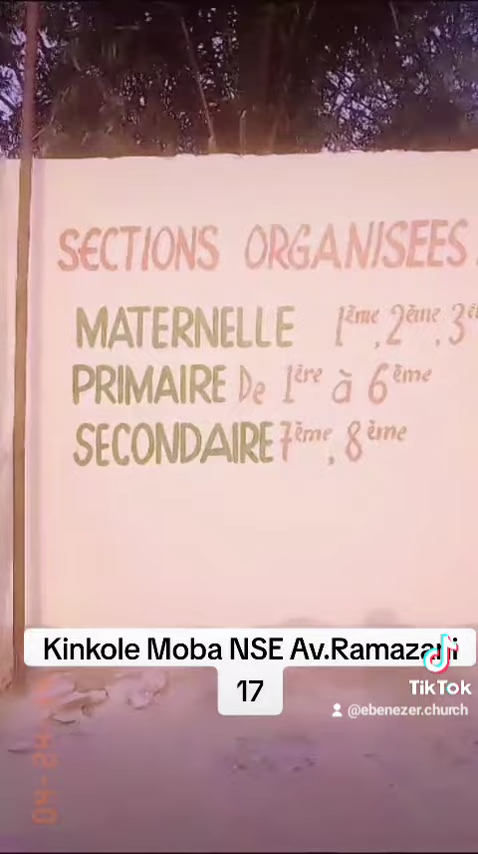 SECTIONS ORGANISEES
MATERNELLE 1ème, 2ème, 3è
PRIMAIRE De 1ère à 6ème
SECONDAIRE 7ème, 8ème
Kinkole Moba NSE Av.Ramazani
17
TikTok
@ebenezer.church